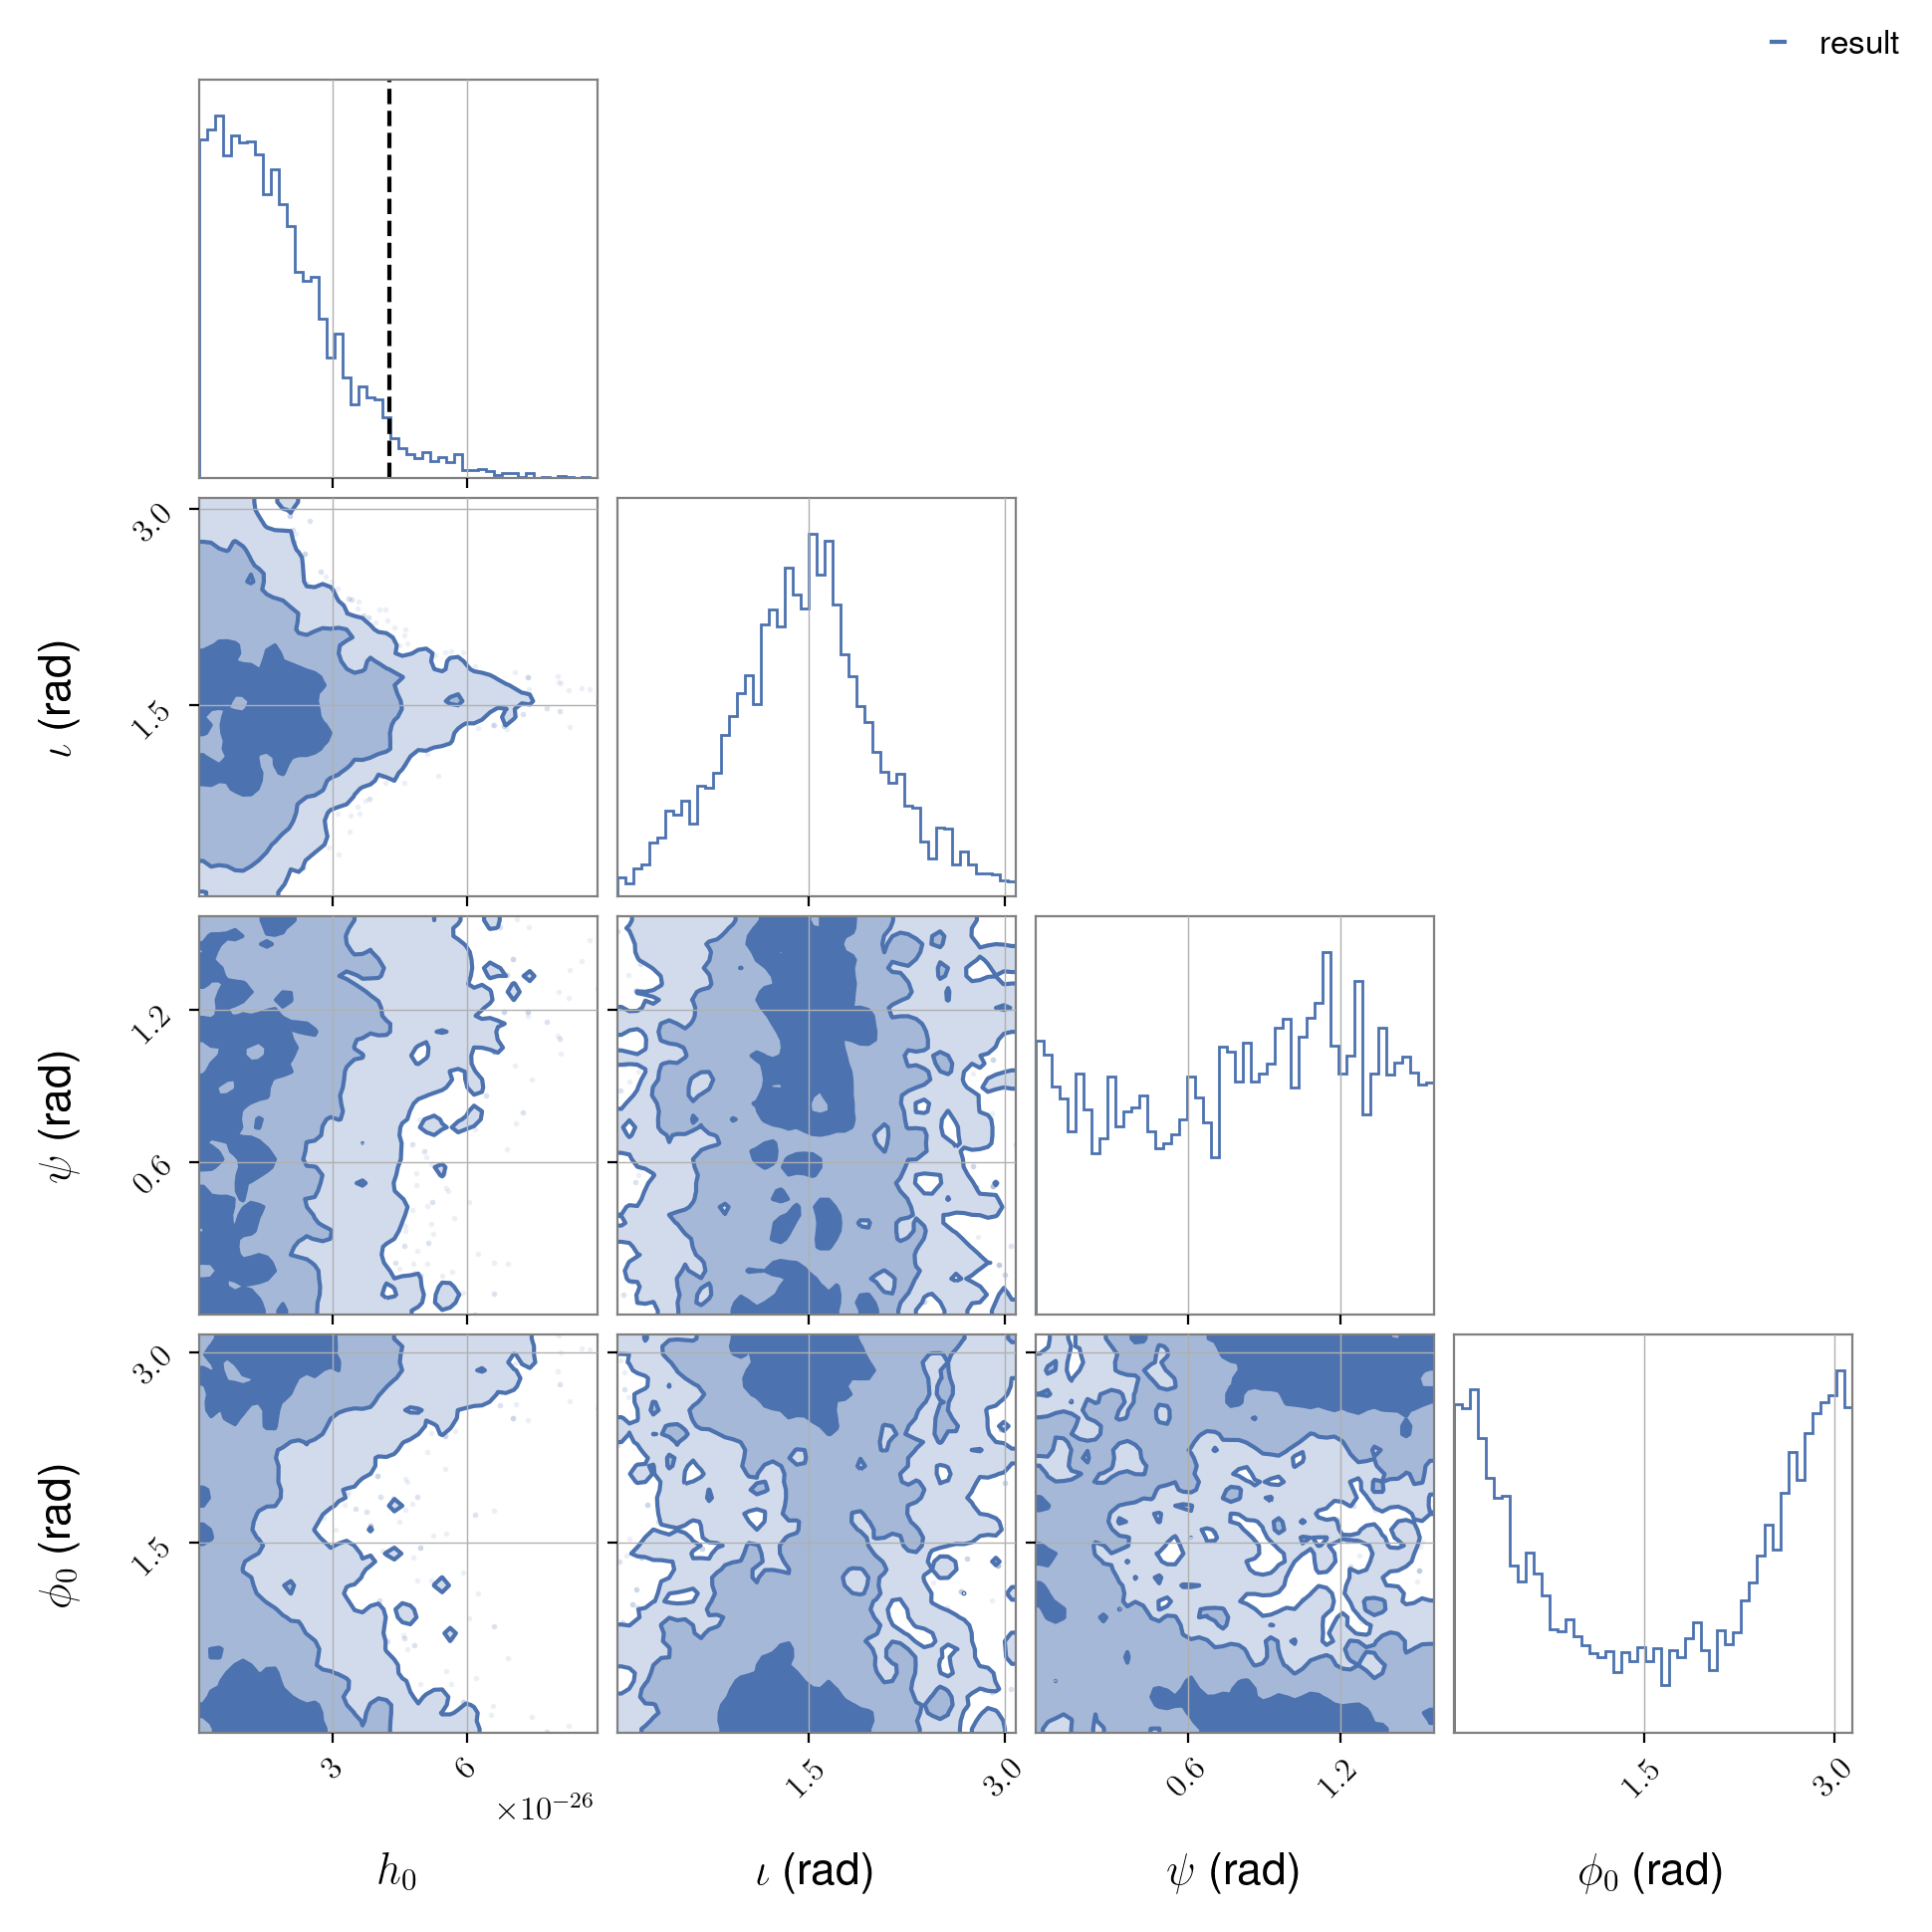 result
3.0
1.5
ι (rad)
1.2
0.6
ψ (rad)
3.0
1.5
ϕ₀ (rad)
3 6 1.5 3.0 0.6 1.2 1.5 3.0
×10⁻²⁶
h₀ ι (rad) ψ (rad) ϕ₀ (rad)